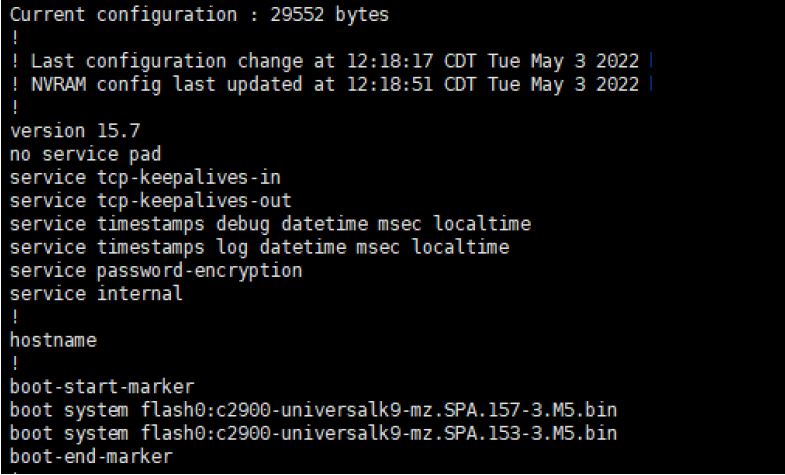 Current configuration : 29552 bytes
!
! Last configuration change at 12:18:17 CDT Tue May 3 2022
! NVRAM config last updated at 12:18:51 CDT Tue May 3 2022
!
version 15.7
no service pad
service tcp-keepalives-in
service tcp-keepalives-out
service timestamps debug datetime msec localtime
service timestamps log datetime msec localtime
service password-encryption
service internal
!
hostname
!
boot-start-marker
boot system flash0:c2900-universalk9-mz.SPA.157-3.M5.bin
boot system flash0:c2900-universalk9-mz.SPA.153-3.M5.bin
boot-end-marker